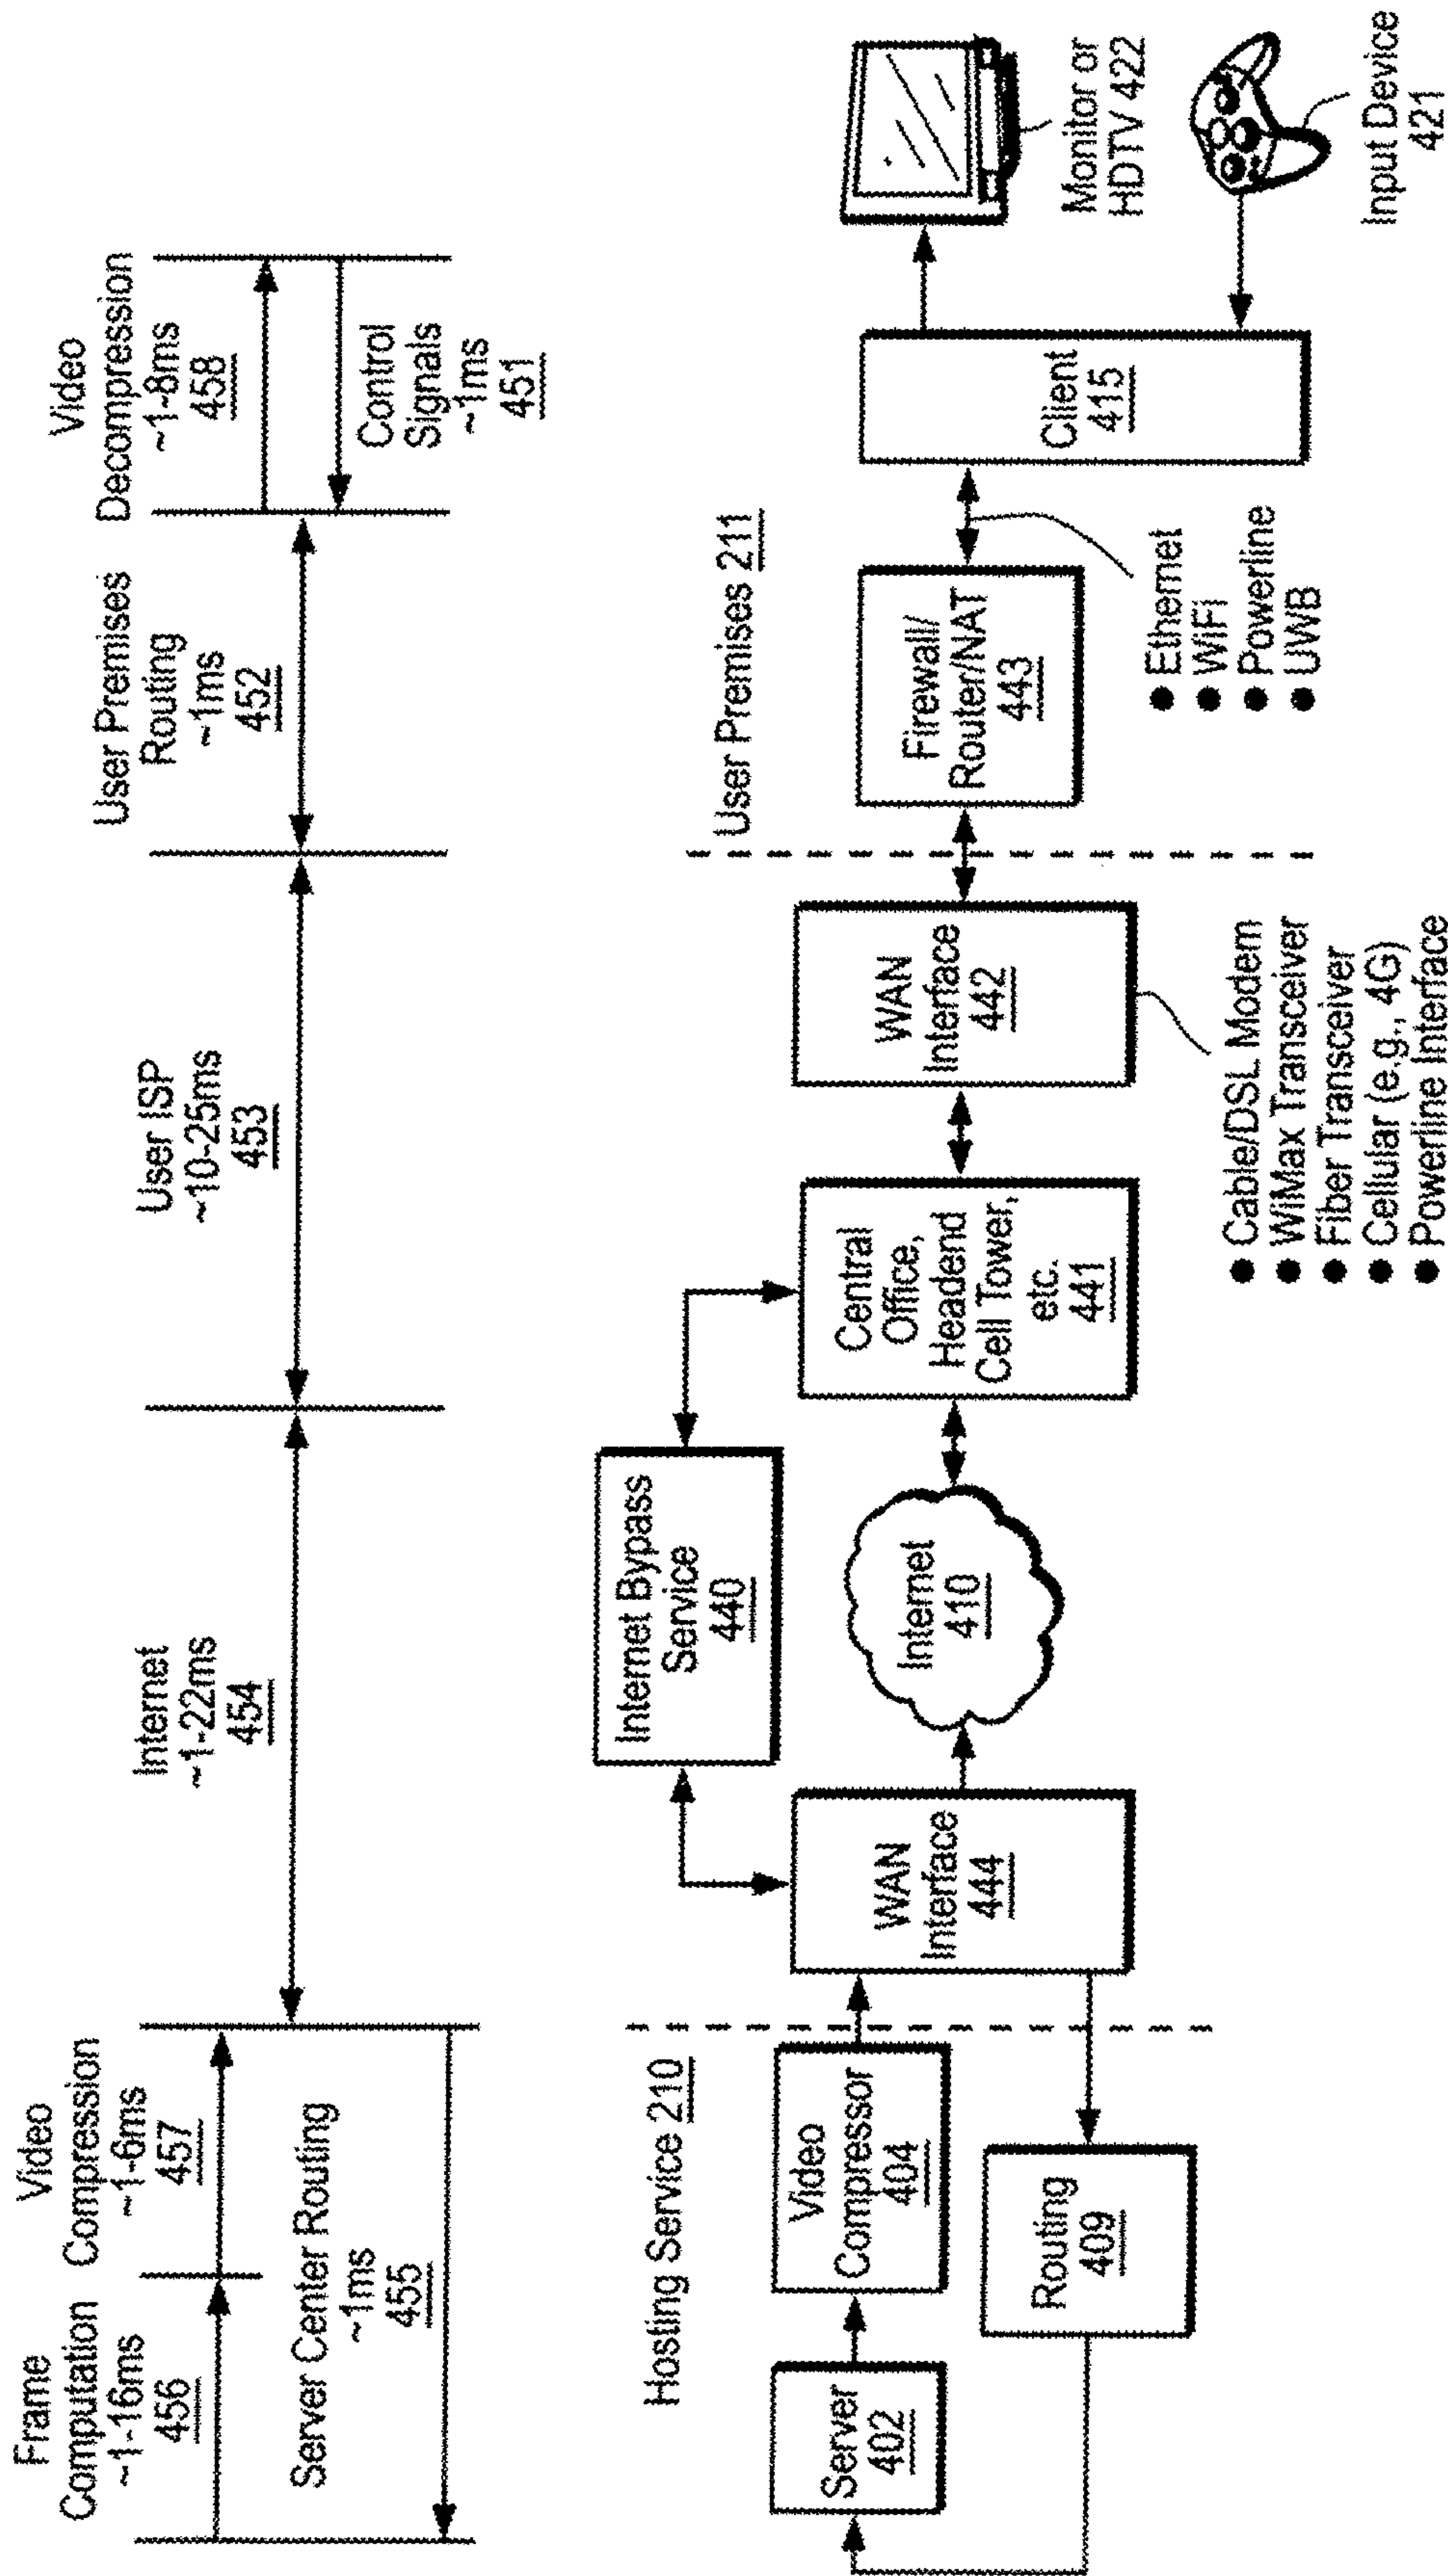 Frame
Computation
~1-16ms
456
Video
Compression
~1-6ms
457
Server Center Routing
~1ms
455
Internet
~1-22ms
454
User ISP
~10-25ms
453
User Premises
Routing
~1ms
452
Video
Decompression
~1-8ms
458
Control
Signals
~1ms
451
Hosting Service 210
Server
402
Video
Compressor
404
Routing
409
WAN
Interface
444
Internet Bypass
Service
440
Internet
410
Central
Office,
Headend
Cell Tower,
etc.
441
WAN
Interface
442
● Cable/DSL Modem
● WiMax Transceiver
● Fiber Transceiver
● Cellular (e.g., 4G)
● Powerline Interface
User Premises 211
Firewall/
Router/NAT
443
● Ethernet
● WiFi
● Powerline
● UWB
Client
415
Monitor or
HDTV 422
Input Device
421